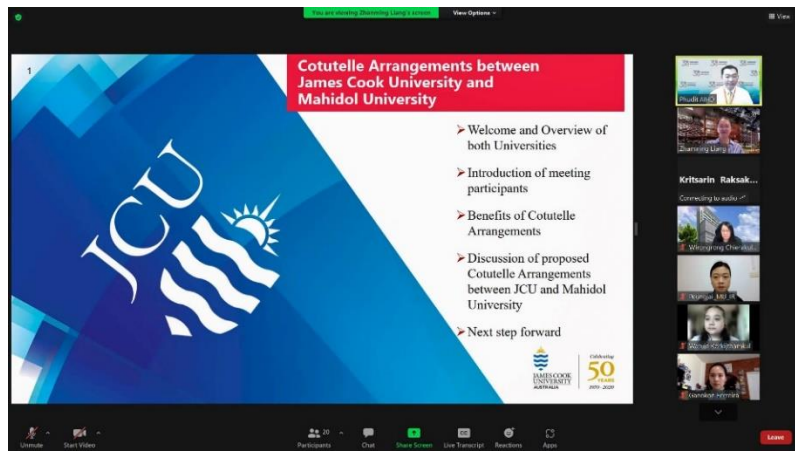 You are viewing Zhanming Liang's screen
View Options
View
1
Cotutelle Arrangements between
James Cook University and
Mahidol University
➤ Welcome and Overview of
both Universities
➤ Introduction of meeting
participants
➤ Benefits of Cotutelle
Arrangements
➤ Discussion of proposed
Cotutelle Arrangements
between JCU and Mahidol
University
➤ Next step forward
JCU
JAMES COOK
UNIVERSITY
AUSTRALIA
Celebrating
50
YEARS
1970 - 2020
Zhanming Liang
Kritsarin Raksak...
Connecting to audio
Unmute
Start Video
Participants
20
Chat
Share Screen
Live Transcript
Reactions
Apps
Leave